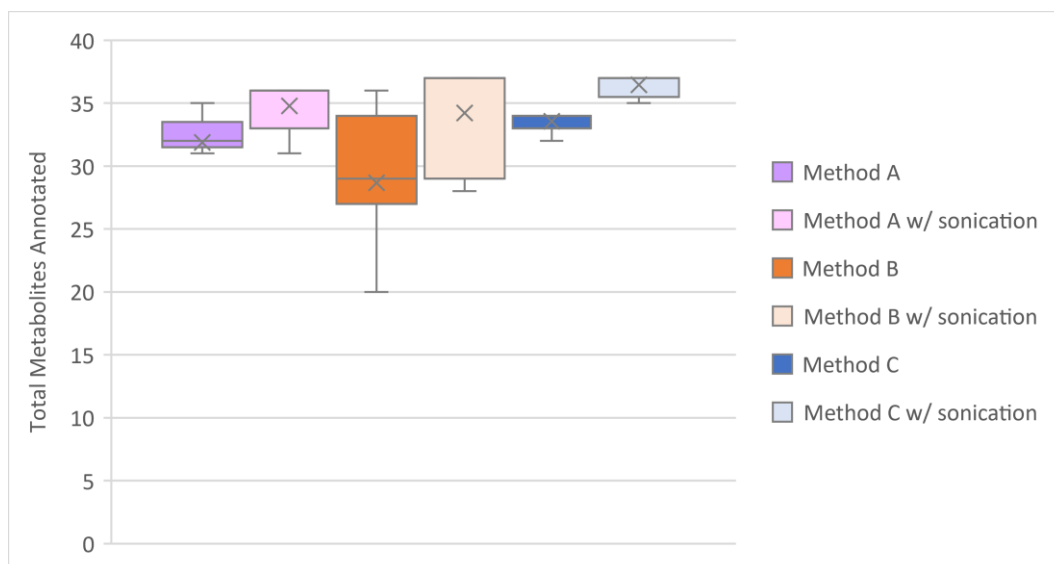 Total Metabolites Annotated
40
35
30
25
20
15
10
5
0
Method A
Method A w/ sonication
Method B
Method B w/ sonication
Method C
Method C w/ sonication